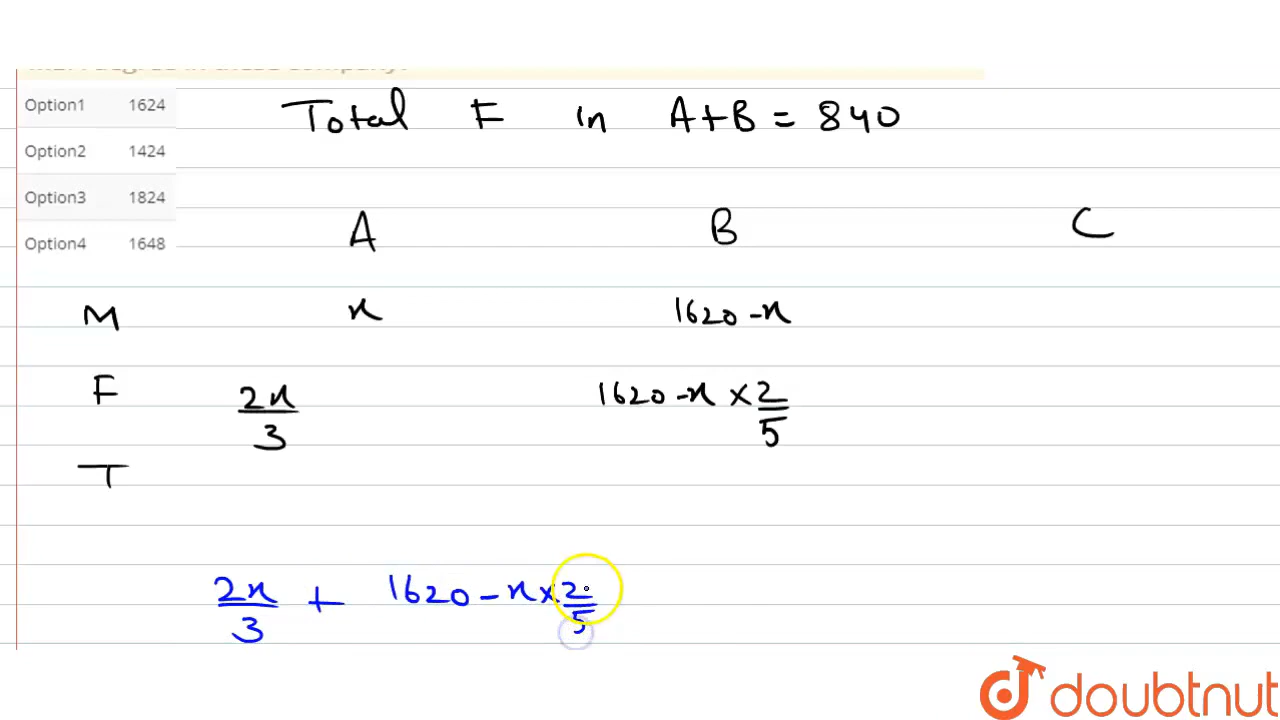 Option1 1624
Total F in A+B = 840
Option2 1424
Option3 1824
A B C
Option4 1648
M x 1620 - x
F 2x/3 1620 - x × 2/5
T
2x/3 + 1620 - x × 2/5
doubtnut